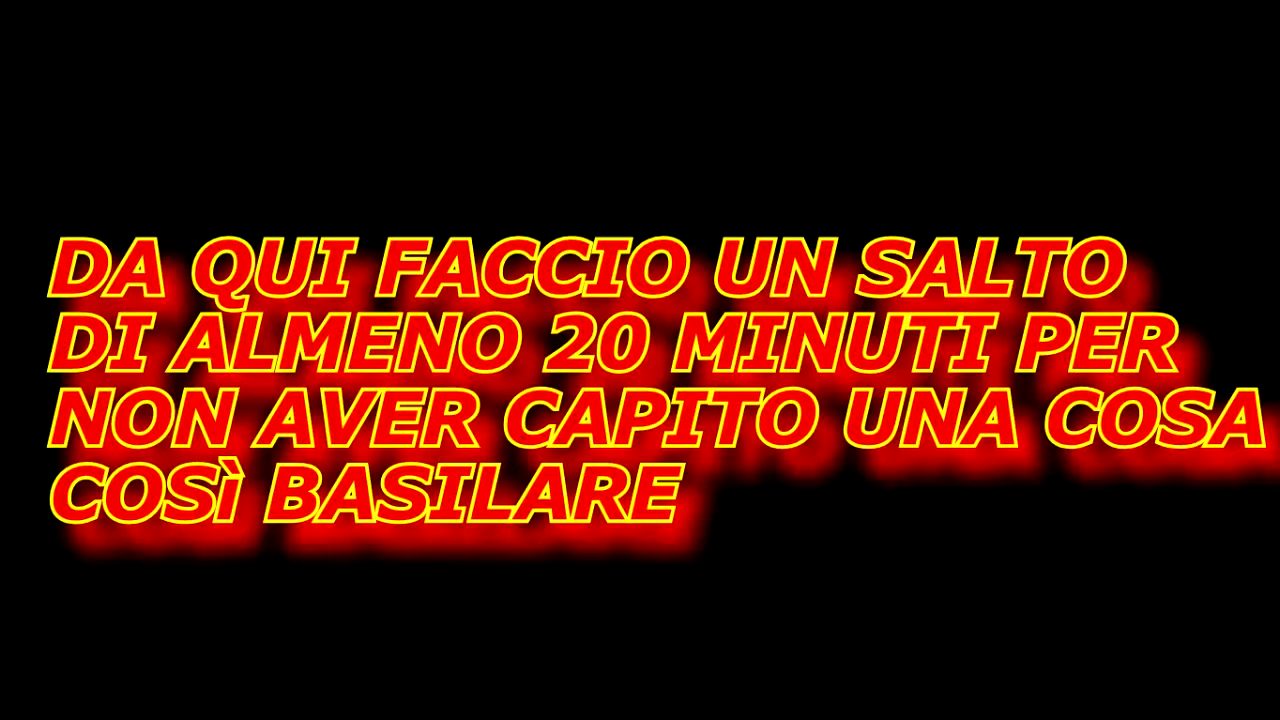 DA QUI FACCIO UN SALTO
DI ALMENO 20 MINUTI PER
NON AVER CAPITO UNA COSA
COSì BASILARE